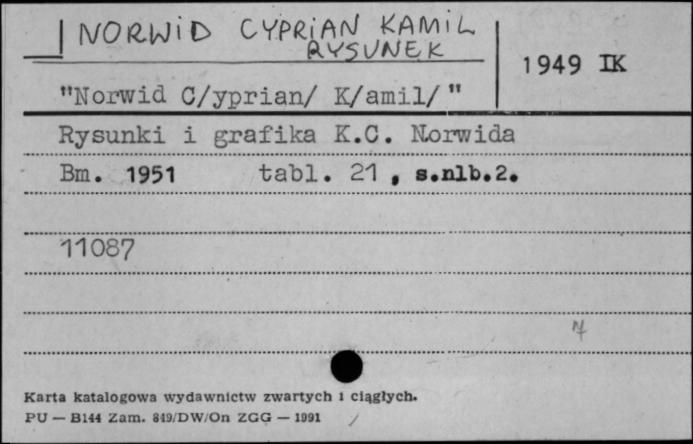 NORWID CYPRIAN KAMIL
RYSUNEK
1949 IK
"Norwid C/yprian/ K/amil/"
Rysunki i grafika K.C. Norwida
Bm. 1951 tabl. 21, s.nlb.2.
11087
Karta katalogowa wydawnictw zwartych i ciągłych.
PU — B144 Zam. 849/DW/On ZGG — 1991